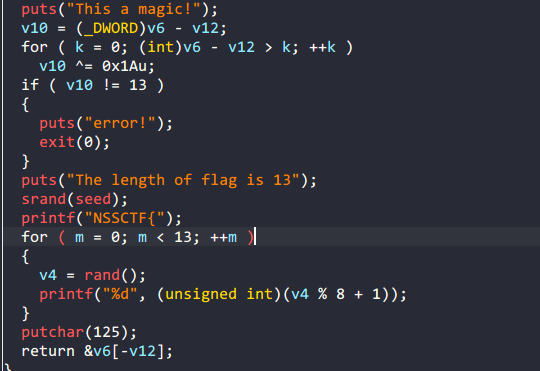 puts("This a magic!");
v10 = (_DWORD)v6 - v12;
for ( k = 0; (int)v6 - v12 > k; ++k )
v10 ^= 0x1Au;
if ( v10 != 13 )
{
puts("error!");
exit(0);
}
puts("The length of flag is 13");
srand(seed);
printf("NSSCTF{");
for ( m = 0; m < 13; ++m )
{
v4 = rand();
printf("%d", (unsigned int)(v4 % 8 + 1));
}
putchar(125);
return &v6[-v12];
}